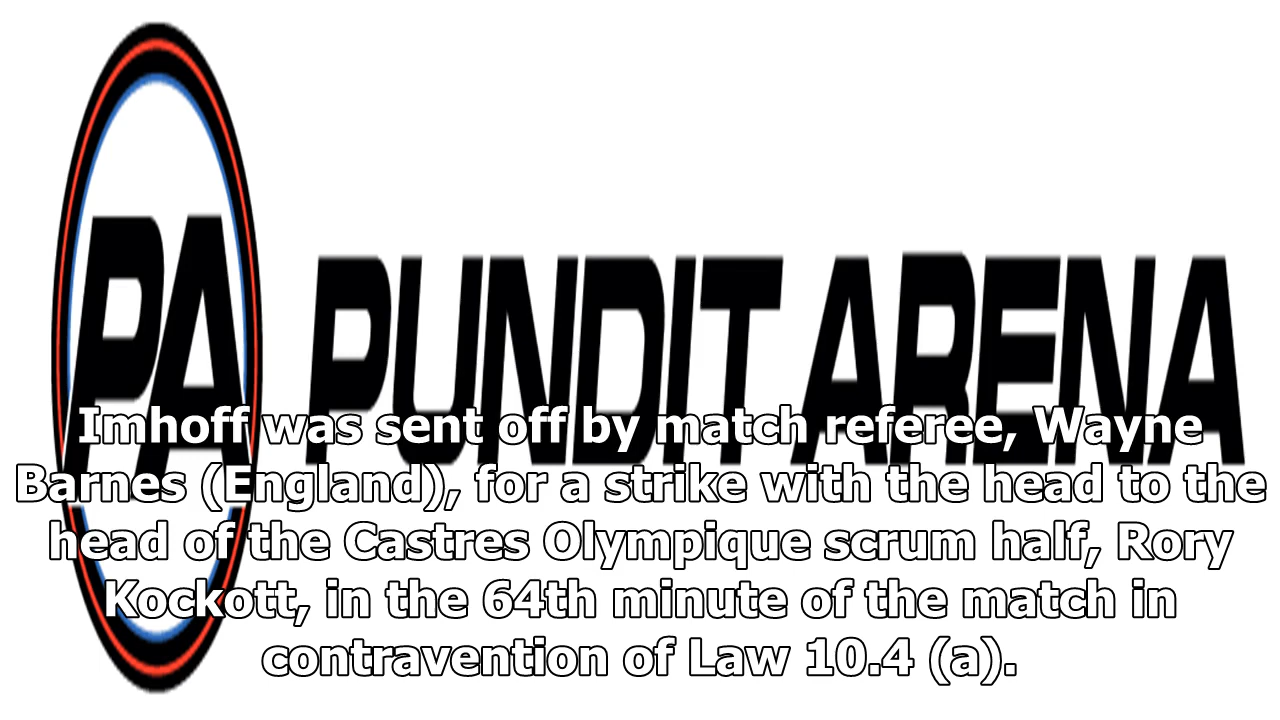 PA PUNDIT ARENA
Imhoff was sent off by match referee, Wayne
Barnes (England), for a strike with the head to the
head of the Castres Olympique scrum half, Rory
Kockott, in the 64th minute of the match in
contravention of Law 10.4 (a).